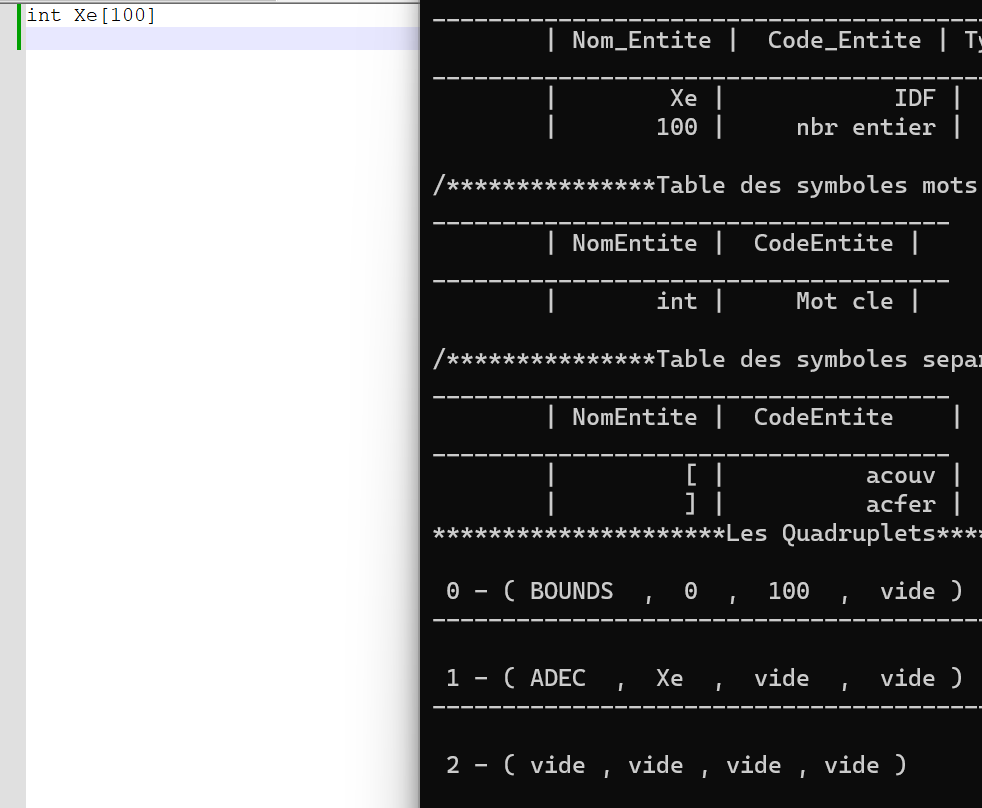 int Xe[100]
| Nom_Entite | Code_Entite | Ty
| Xe | IDF |
| 100 | nbr entier |
/***************Table des symboles mots
| NomEntite | CodeEntite |
| int | Mot cle |
/***************Table des symboles sepa
| NomEntite | CodeEntite |
| [ | acouv |
| ] | acfer |
*********************Les Quadruplets****
0 - ( BOUNDS , 0 , 100 , vide )
1 - ( ADEC , Xe , vide , vide )
2 - ( vide , vide , vide , vide )